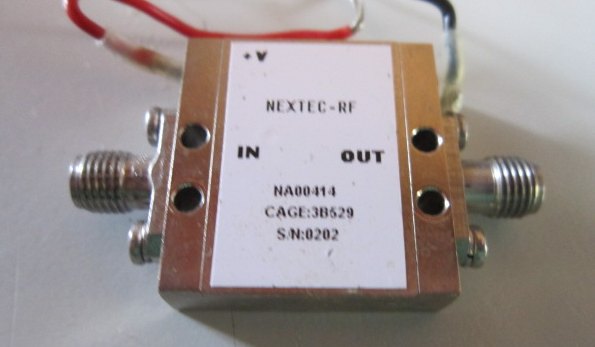 +V
NEXTEC-RF
IN OUT
NA00414
CAGE:3B529
S/N:0202